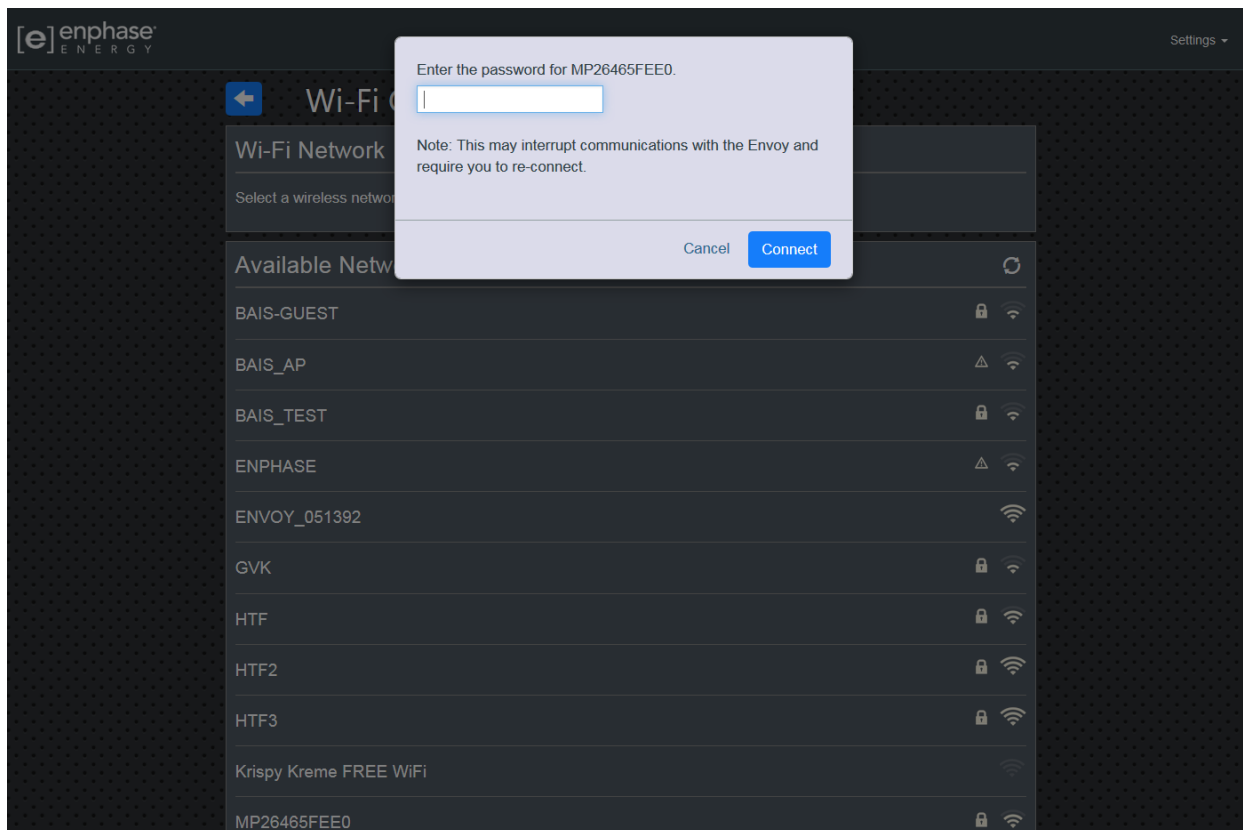 [e] enphase
ENERGY
Settings
Enter the password for MP26465FEE0.
Note: This may interrupt communications with the Envoy and
require you to re-connect.
Cancel
Connect
Wi-Fi
Wi-Fi Network
Select a wireless
Available
BAIS-GUEST
BAIS_AP
BAIS_TEST
ENPHASE
ENVOY_051392
GVK
HTF
HTF2
HTF3
Krispy Kreme FREE WiFi
MP26465FEE0